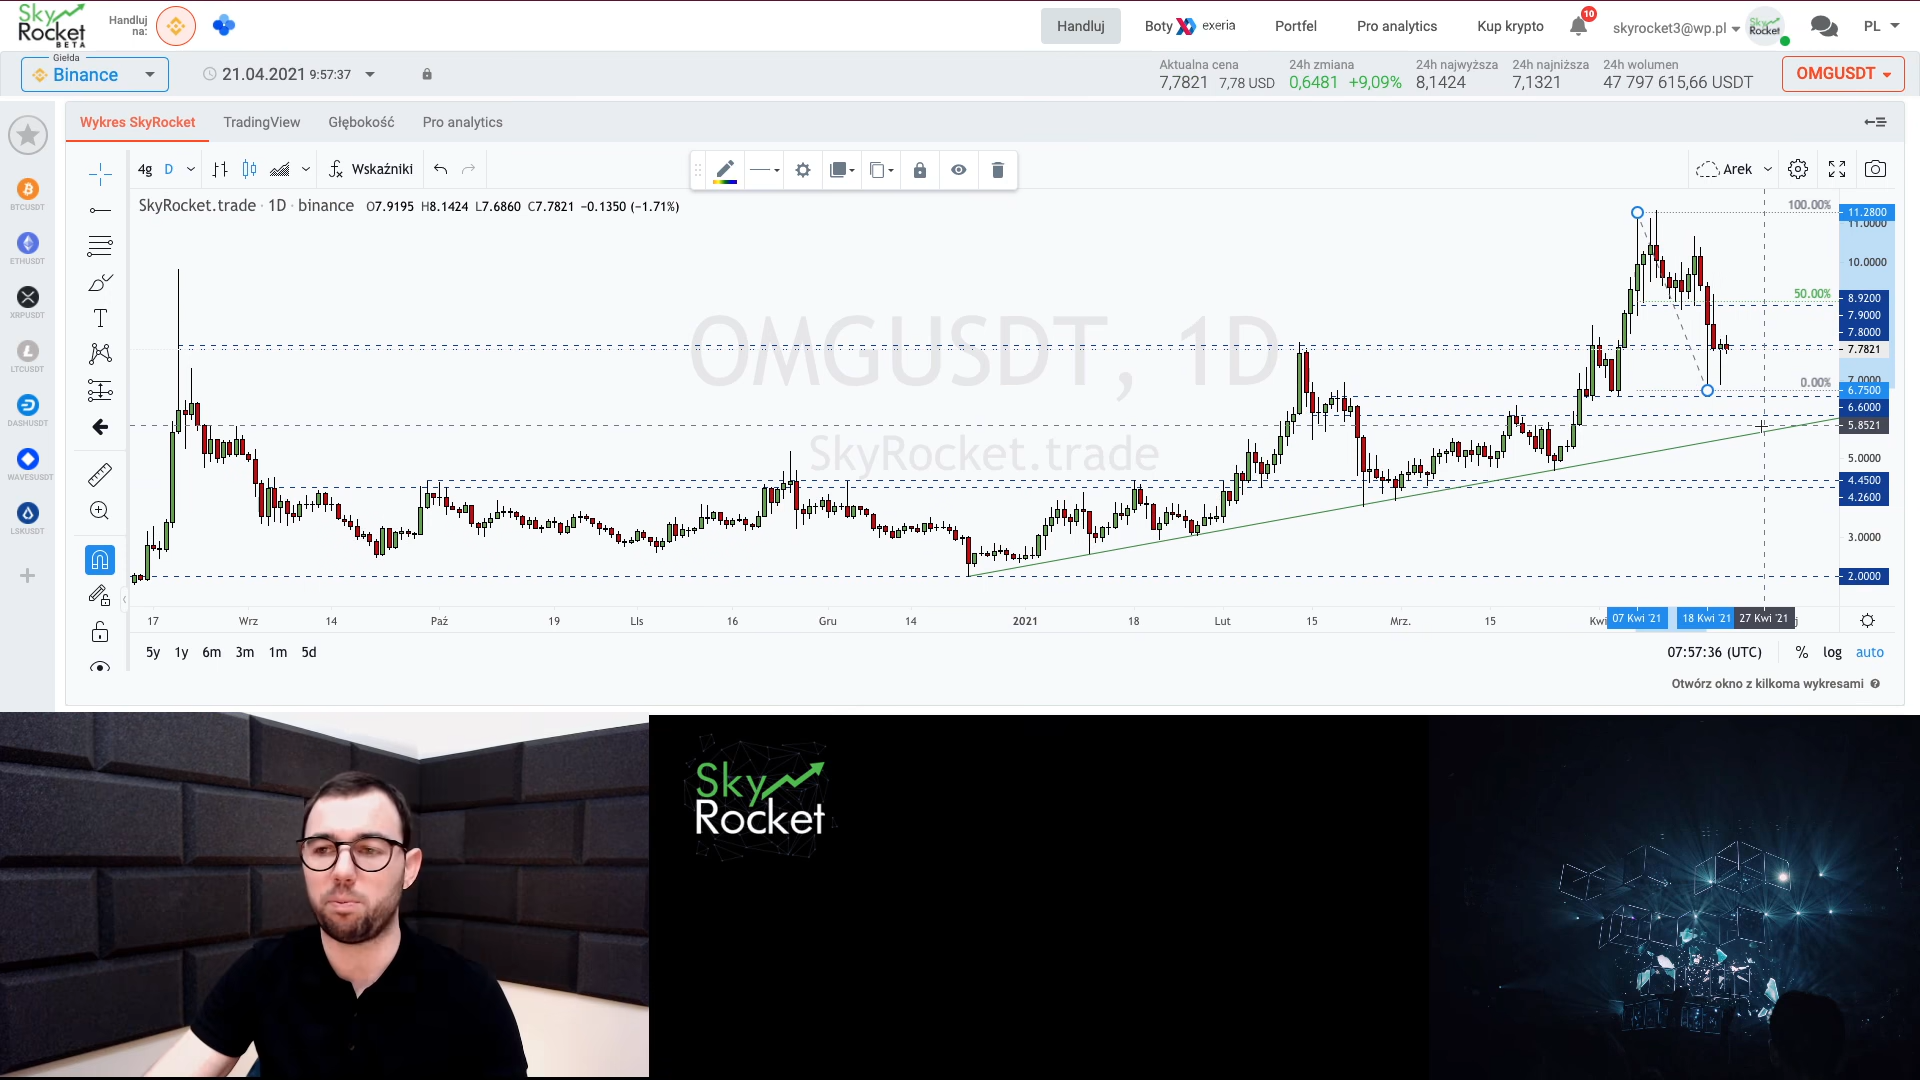 Sky
Rocket
BETA
Handluj
na:
Handluj
Boty exeria
Portfel
Pro analytics
Kup krypto
10
skyrocket3@wp.pl
Sky
Rocket
PL
Giełda
Binance
21.04.2021 9:57:37
Aktualna cena
7,7821 7,78 USD
24h zmiana
0,6481 +9,09%
24h najwyższa
8,1424
24h najniższa
7,1321
24h wolumen
47 797 615,66 USDT
OMGUSDT
Wykres SkyRocket
TradingView
Głębokość
Pro analytics
BTCUSDT
ETHUSDT
XRPUSDT
LTCUSDT
DASHUSDT
WAVESUSDT
LSKUSDT
4g D
Wskaźniki
Arek
SkyRocket.trade · 1D · binance O7.9195 H8.1424 L7.6860 C7.7821 −0.1350 (−1.71%)
OMGUSDT, 1D
SkyRocket.trade
100.00%
50.00%
0.00%
11.2800
11.0000
10.0000
8.9200
7.9000
7.8000
7.7821
7.0000
6.7500
6.6000
5.8521
5.0000
4.4500
4.2600
3.0000
2.0000
17 Wrz 14 Paź 19 LIs 16 Gru 14 2021 18 Lut 15 Mrz. 15 Kwi 07 Kwi '21 18 Kwi '21 27 Kwi '21
5y 1y 6m 3m 1m 5d
07:57:36 (UTC) % log auto
Otwórz okno z kilkoma wykresami
Sky
Rocket